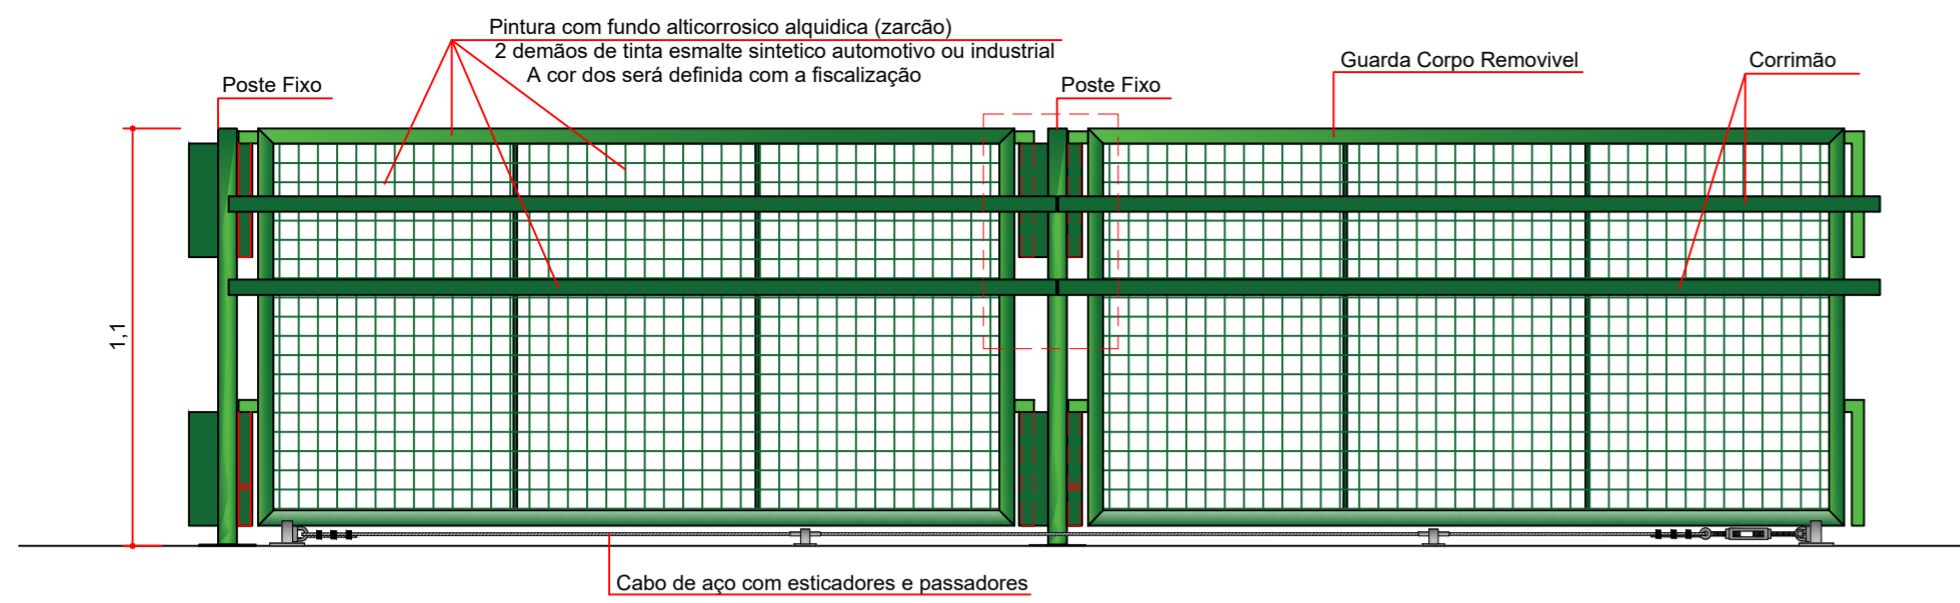 Pintura com fundo alticorrosico alquidica (zarcão)
2 demãos de tinta esmalte sintetico automotivo ou industrial
A cor dos será definida com a fiscalização
Poste Fixo
Poste Fixo
Guarda Corpo Removivel
Corrimão
1,1
Cabo de aço com esticadores e passadores